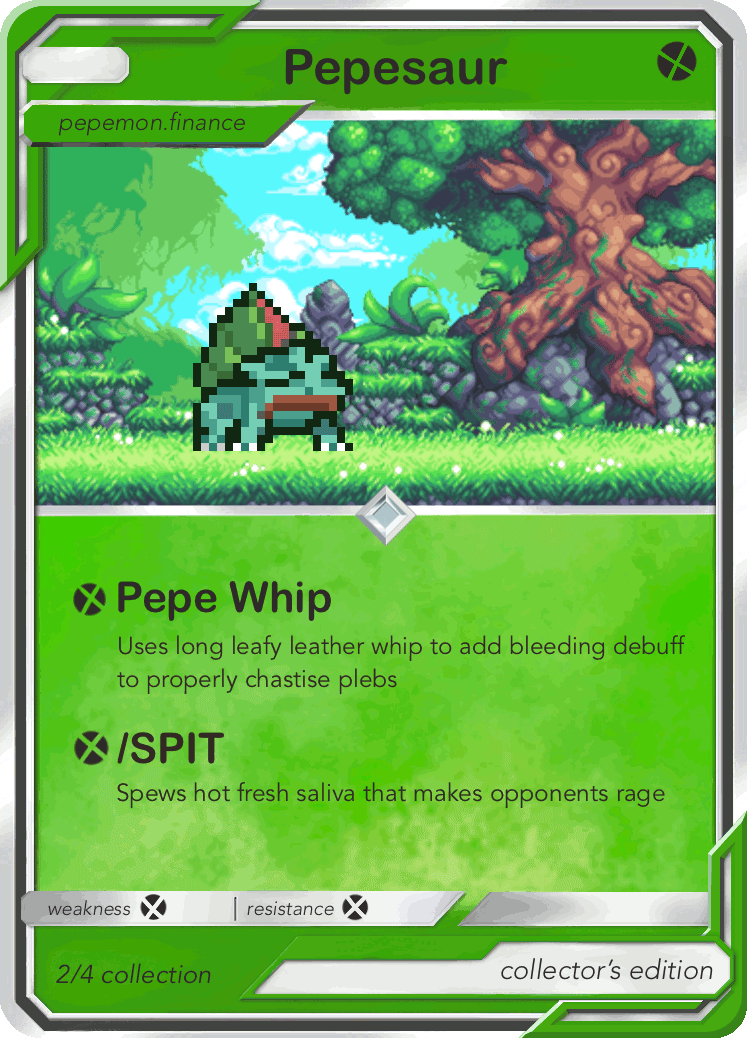 Pepesaur
pepemon.finance
Pepe Whip
Uses long leafy leather whip to add bleeding debuff
to properly chastise plebs
/SPIT
Spews hot fresh saliva that makes opponents rage
weakness | resistance
2/4 collection
collector's edition